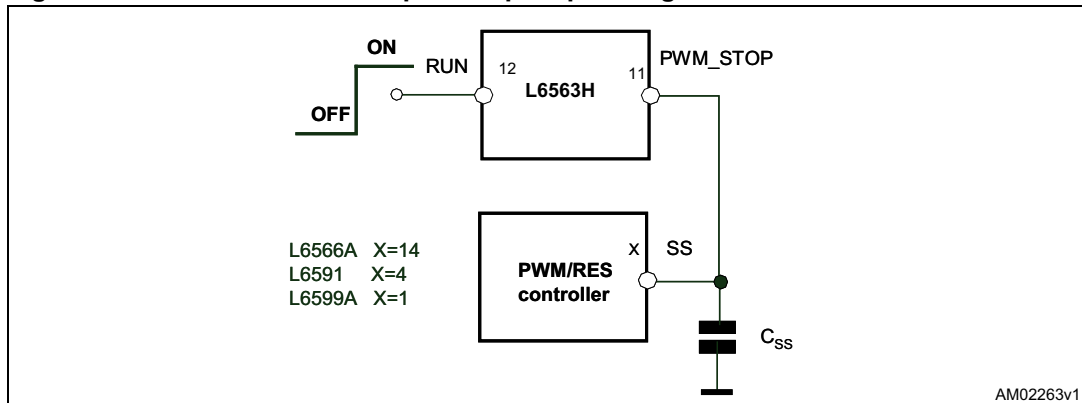 ON
OFF
RUN
12
L6563H
11
PWM_STOP
L6566A X=14
L6591 X=4
L6599A X=1
PWM/RES
controller
X
SS
CSS
AM02263v1